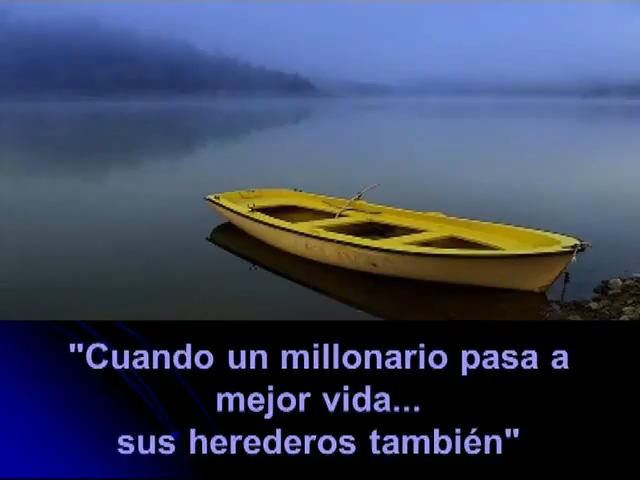 "Cuando un millonario pasa a
mejor vida...
sus herederos también"